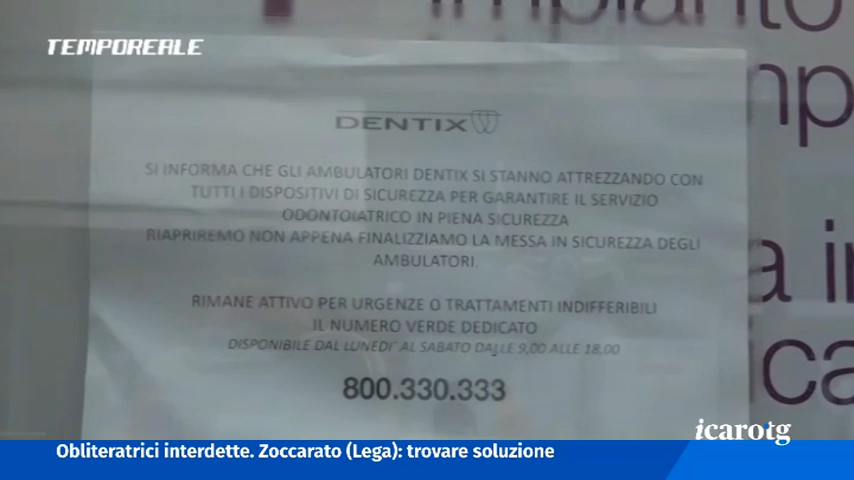 TEMPOREALE
DENTIX
SI INFORMA CHE GLI AMBULATORI DENTIX SI STANNO ATTREZZANDO CON
TUTTI I DISPOSITIVI DI SICUREZZA PER GARANTIRE IL SERVIZIO
ODONTOIATRICO IN PIENA SICUREZZA
RIAPRIREMO NON APPENA FINALIZZIAMO LA MESSA IN SICUREZZA DEGLI
AMBULATORI.
RIMANE ATTIVO PER URGENZE O TRATTAMENTI INDIFFERIBILI
IL NUMERO VERDE DEDICATO
DISPONIBILE DAL LUNEDI' AL SABATO DALLE 9,00 ALLE 18,00
800.330.333
icarotg
Obliteratrici interdette. Zoccarato (Lega): trovare soluzione